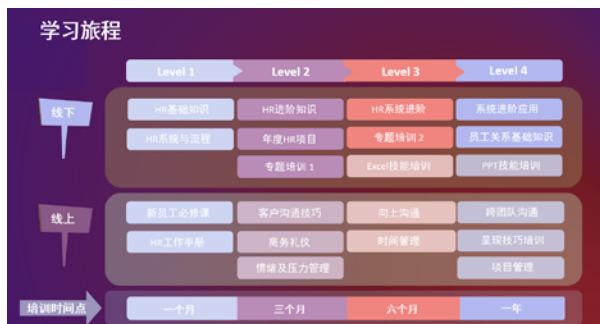 学习旅程
Level 1 Level 2 Level 3 Level 4
线下
HR基础知识 HR进阶知识 HR系统进阶 系统进阶应用
HR系统与流程 年度HR项目 专题培训 2 员工关系基础知识
专题培训 1 Excel技能培训 PPT技能培训
线上
新员工必修课 客户沟通技巧 向上沟通 跨团队沟通
HR工作手册 商务礼仪 时间管理 呈现技巧培训
情绪及压力管理 项目管理
培训时间点 一个月 三个月 六个月 一年